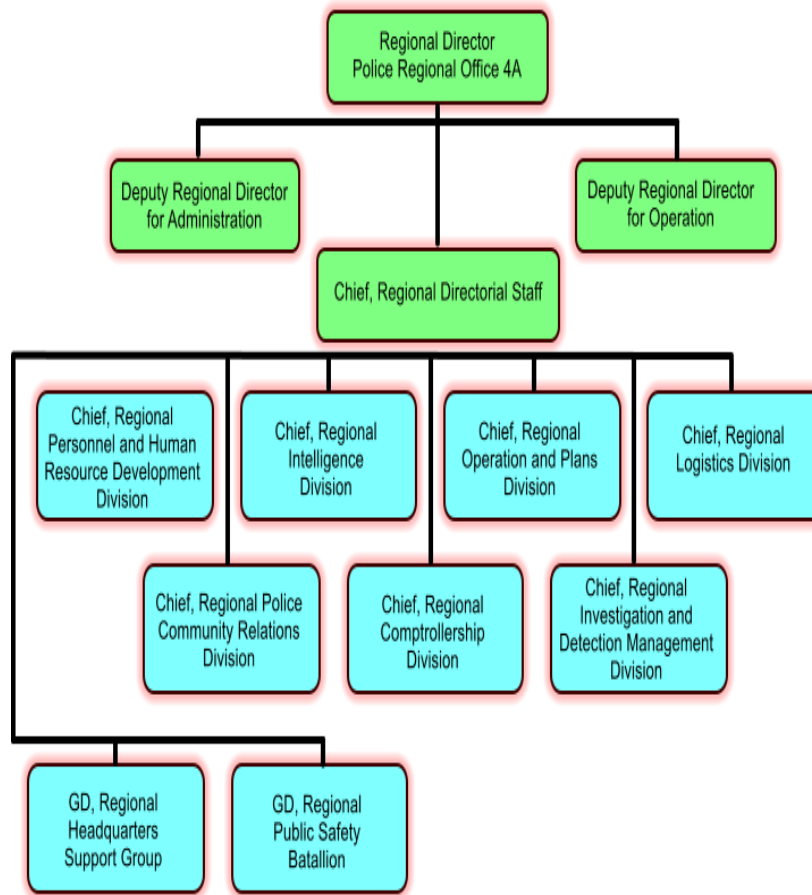 Regional Director
Police Regional Office 4A
Deputy Regional Director
for Administration
Deputy Regional Director
for Operation
Chief, Regional Directorial Staff
Chief, Regional
Personnel and Human
Resource Development
Division
Chief, Regional
Intelligence
Division
Chief, Regional
Operation and Plans
Division
Chief, Regional
Logistics Division
Chief, Regional Police
Community Relations
Division
Chief, Regional
Comptrollership
Division
Chief, Regional
Investigation and
Detection Management
Division
GD, Regional
Headquarters
Support Group
GD, Regional
Public Safety
Batallion